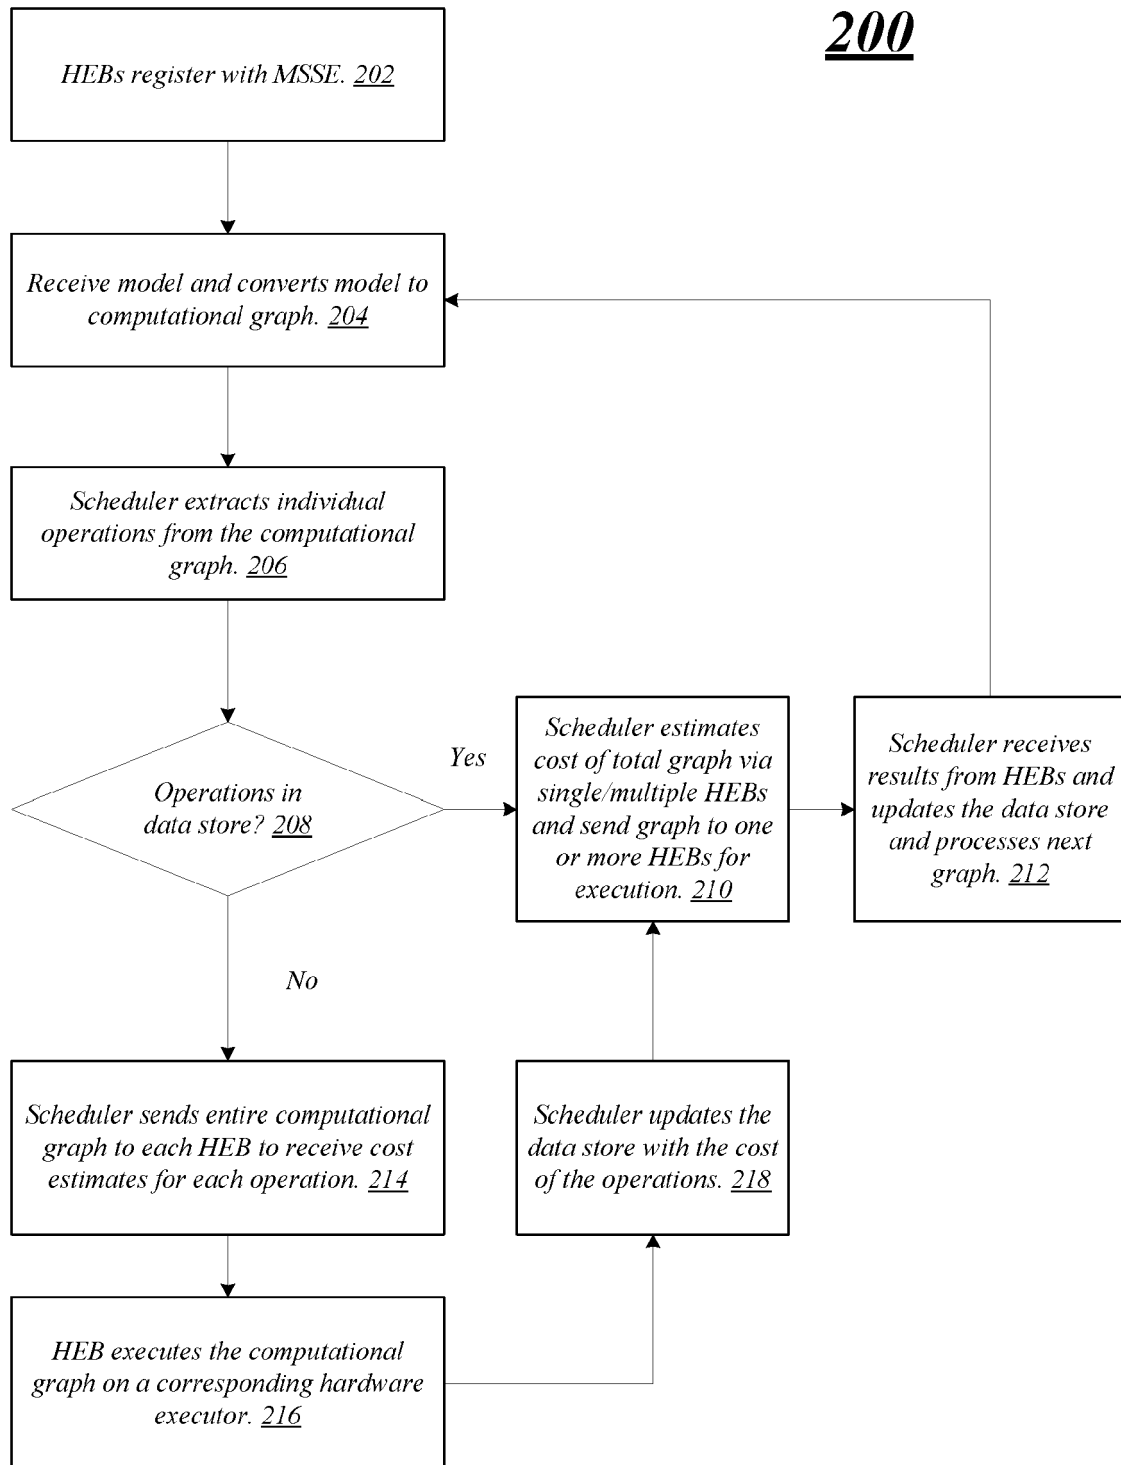 200
HEBs register with MSSE. 202
Receive model and converts model to
computational graph. 204
Scheduler extracts individual
operations from the computational
graph. 206
Operations in
data store? 208
Yes
Scheduler estimates
cost of total graph via
single/multiple HEBs
and send graph to one
or more HEBs for
execution. 210
Scheduler receives
results from HEBs and
updates the data store
and processes next
graph. 212
No
Scheduler sends entire computational
graph to each HEB to receive cost
estimates for each operation. 214
Scheduler updates the
data store with the cost
of the operations. 218
HEB executes the computational
graph on a corresponding hardware
executor. 216